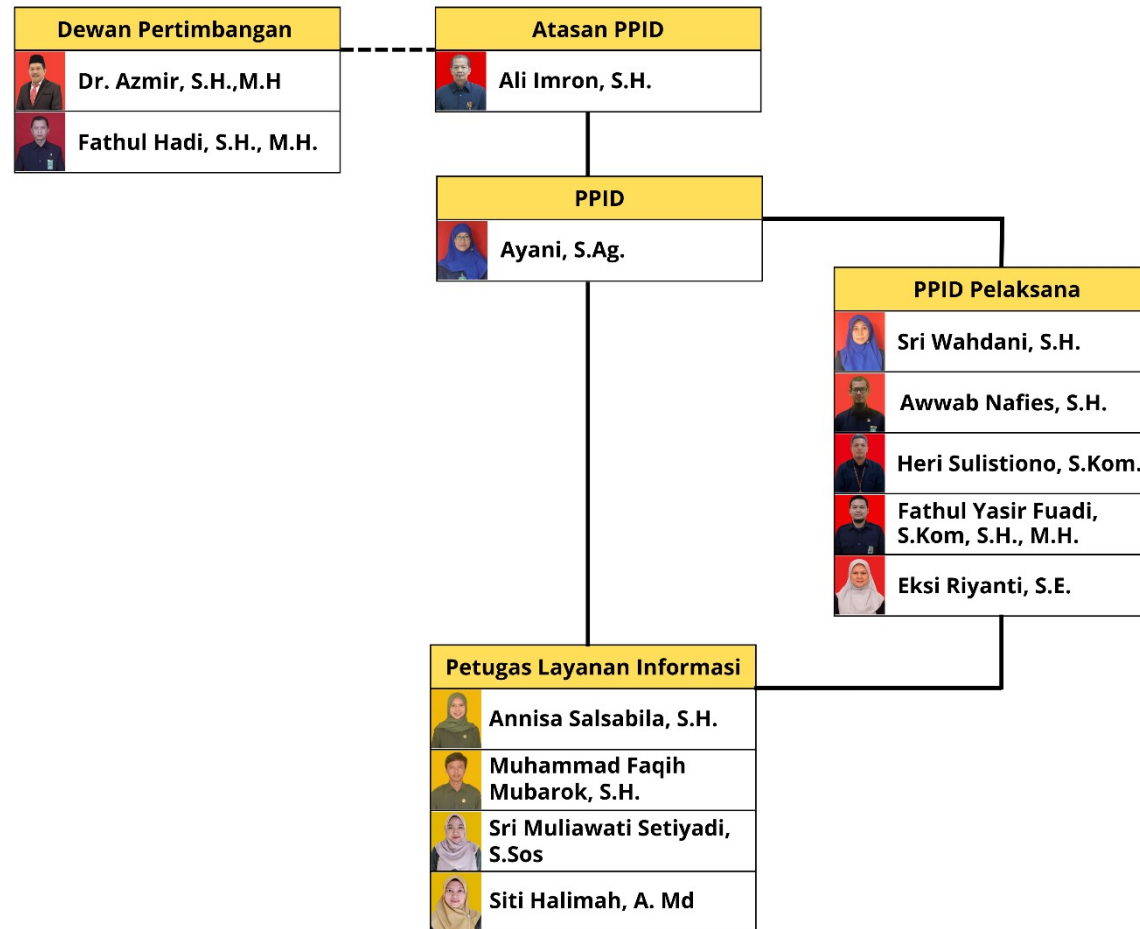 Dewan Pertimbangan
Dr. Azmir, S.H.,M.H
Fathul Hadi, S.H., M.H.
Atasan PPID
Ali Imron, S.H.
PPID
Ayani, S.Ag.
PPID Pelaksana
Sri Wahdani, S.H.
Awwab Nafies, S.H.
Heri Sulistiono, S.Kom.
Fathul Yasir Fuadi,
S.Kom, S.H., M.H.
Eksi Riyanti, S.E.
Petugas Layanan Informasi
Annisa Salsabila, S.H.
Muhammad Faqih
Mubarok, S.H.
Sri Muliawati Setiyadi,
S.Sos
Siti Halimah, A. Md